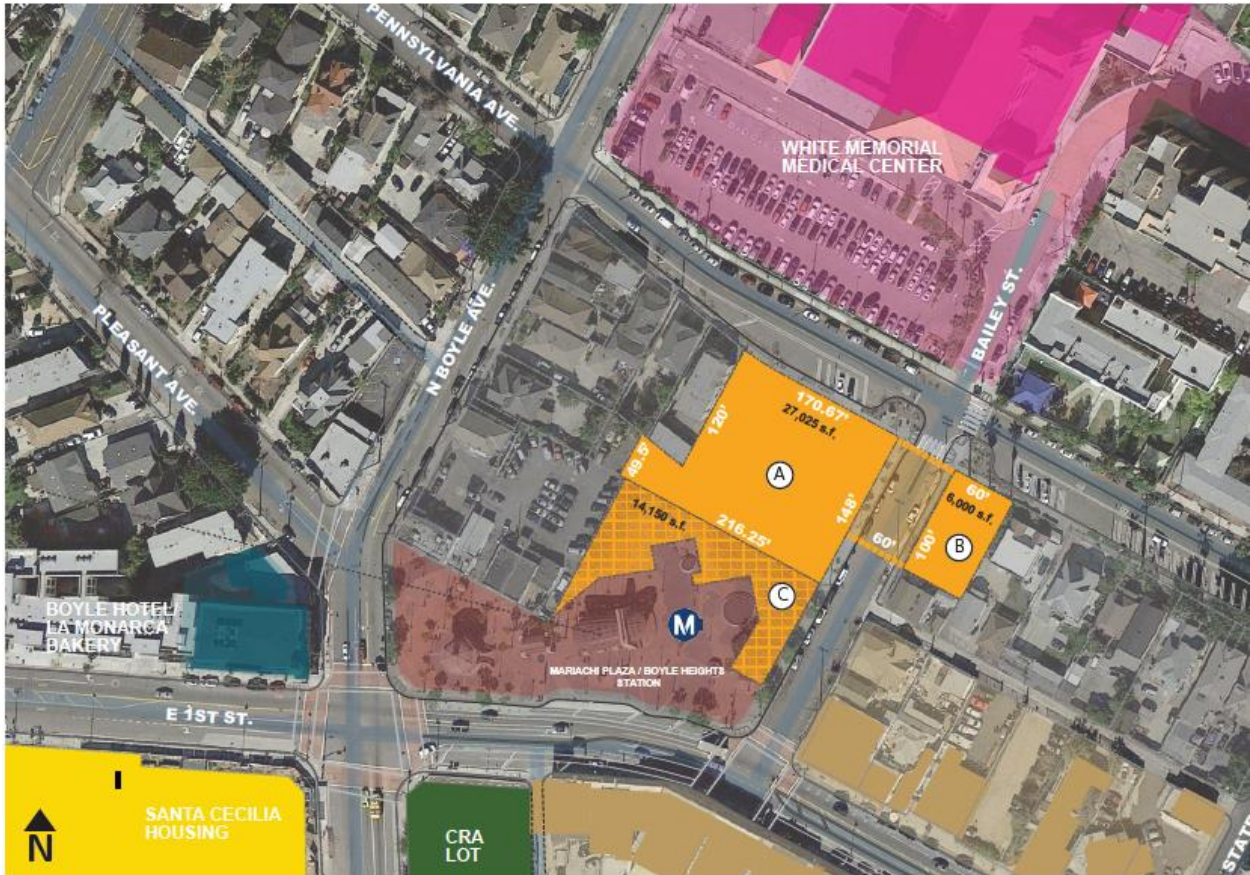 PENNSYLVANIA AVE.
WHITE MEMORIAL
MEDICAL CENTER
BAILEY ST.
N BOYLE AVE.
PLEASANT AVE.
170.67'
27,025 s.f.
120'
A
49.5'
14,150 s.f.
216.25'
148'
60'
6,000 s.f.
60'
100'
B
C
M
BOYLE HOTEL/
LA MONARCA
BAKERY
MARIACHI PLAZA / BOYLE HEIGHTS
STATION
E 1ST ST.
SANTA CECILIA
HOUSING
N
CRA
LOT
STATE